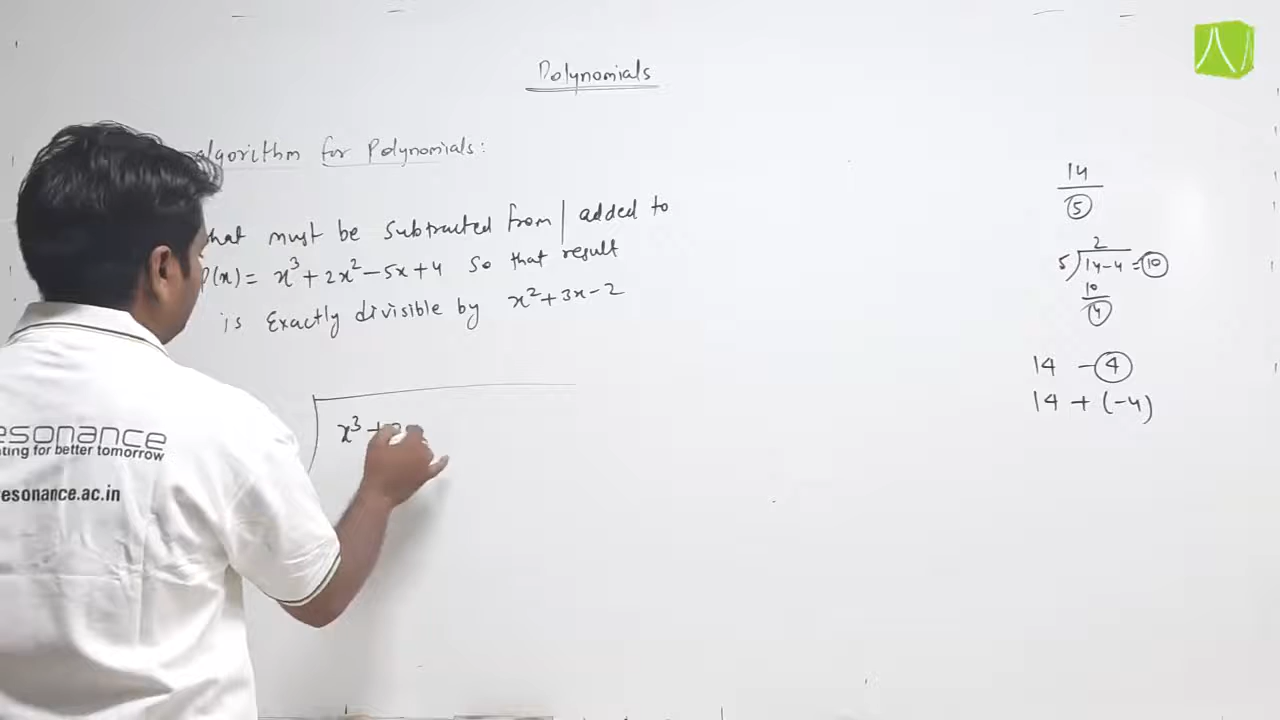 Polynomials
algorithm for Polynomials:
hat must be subtracted from | added to
P(x) = x³ + 2x² - 5x + 4 so that result
is Exactly divisible by x² + 3x - 2
x³ +
14
5
2
5) 14 - 4 = 10
10
4
14 - 4
14 + (-4)
esonance
ting for better tomorrow
esonance.ac.in